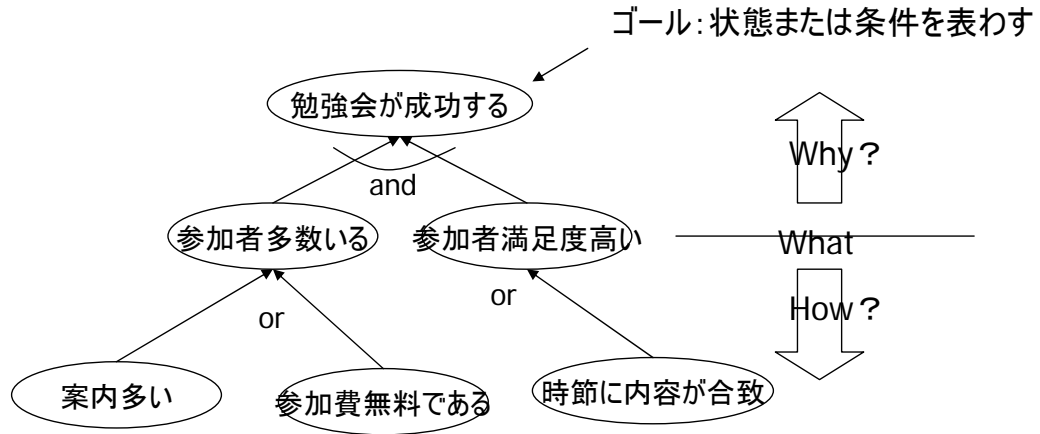 ゴール：状態または条件を表わす
勉強会が成功する
Why？
and
参加者多数いる
参加者満足度高い
What
or
or
How？
案内多い
参加費無料である
時節に内容が合致